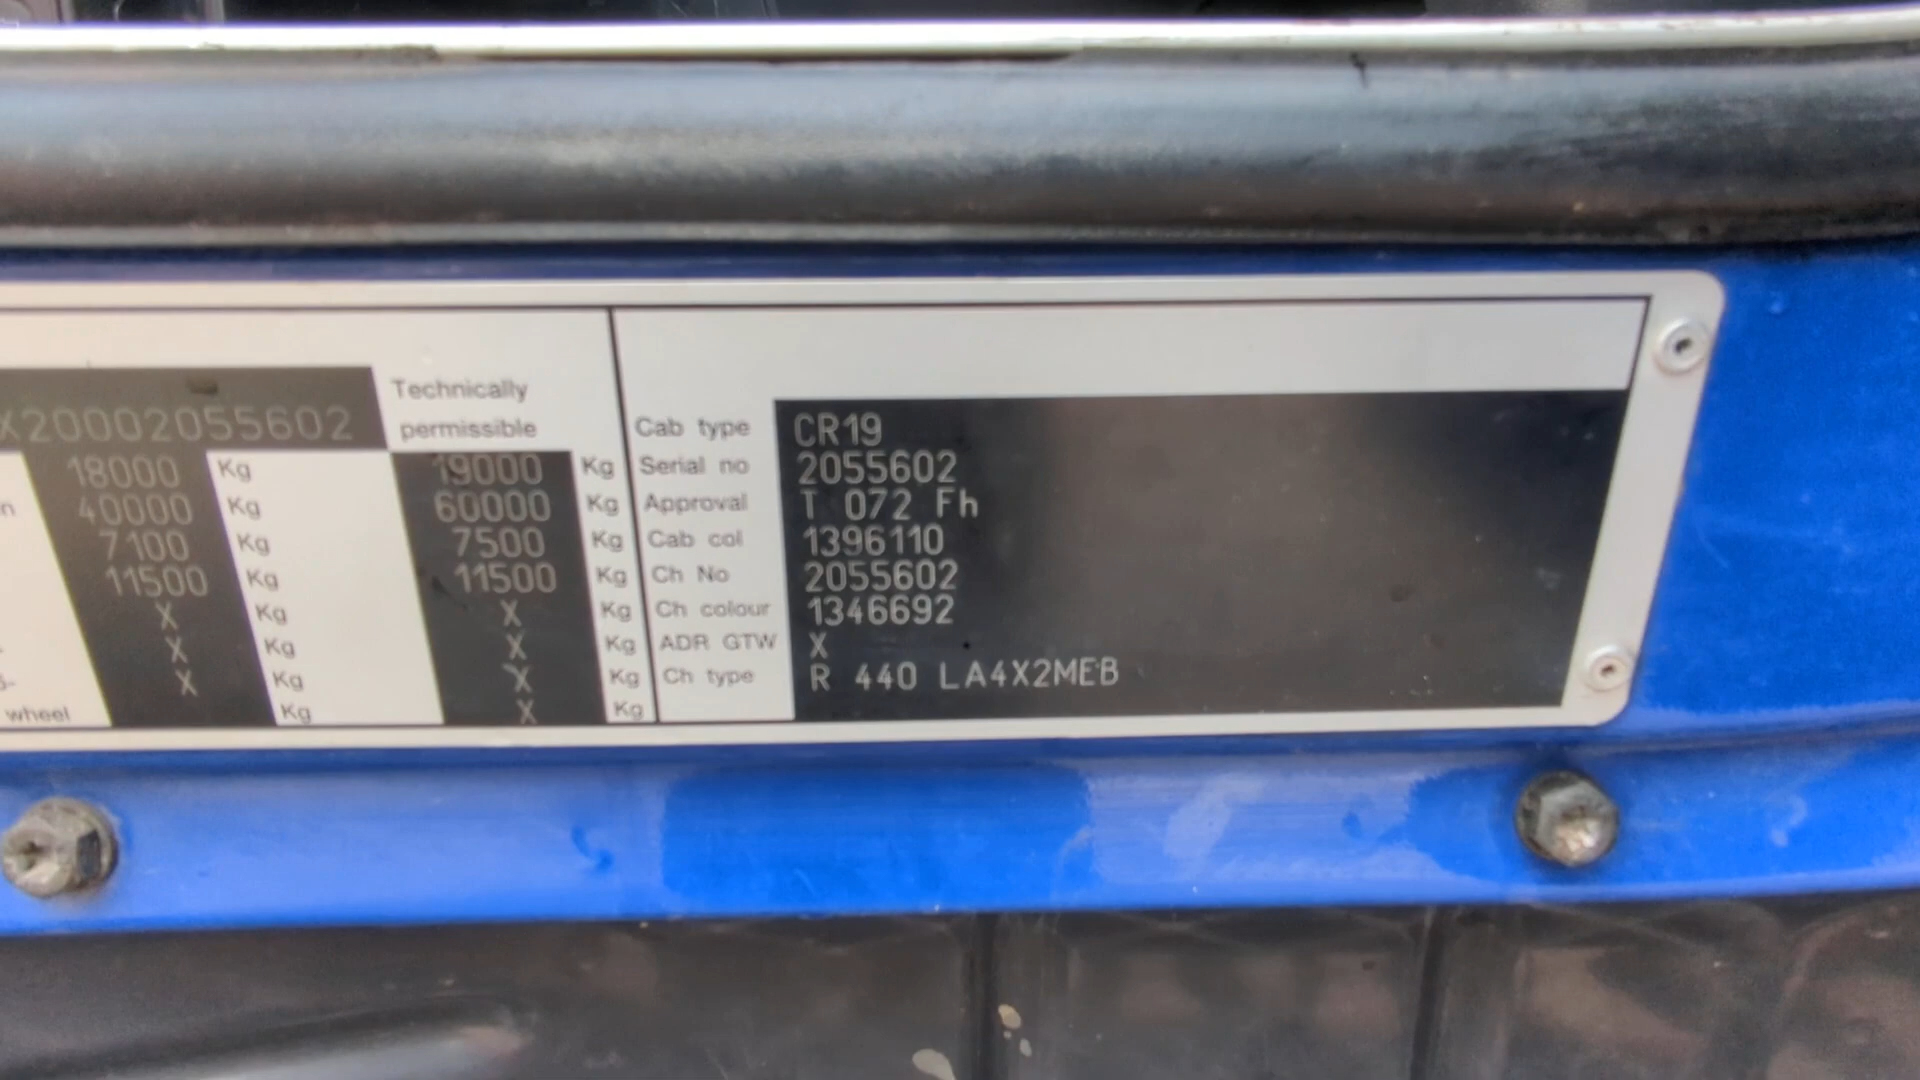 Technically
X20002055602 permissible Cab type CR19
18000 Kg 19000 Kg Serial no 2055602
n 40000 Kg 60000 Kg Approval T 072 Fh
7100 Kg 7500 Kg Cab col 1396110
11500 Kg 11500 Kg Ch No 2055602
X Kg X Kg Ch colour 1346692
X Kg X Kg ADR GTW X
X Kg X Kg Ch type R 440 LA4X2MEB
wheel Kg X Kg